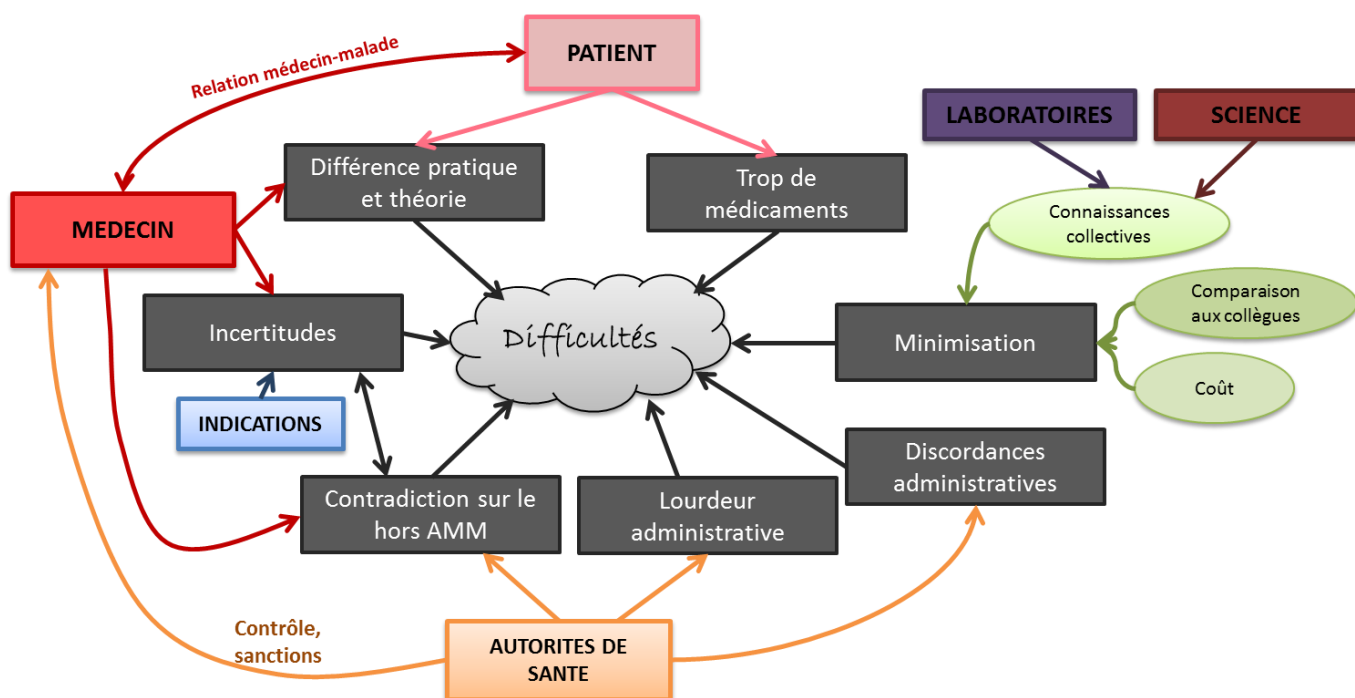 Relation médecin-malade
PATIENT
LABORATOIRES
SCIENCE
Différence pratique
et théorie
Trop de
médicaments
MEDECIN
Connaissances
collectives
Incertitudes
Difficultés
Minimisation
Comparaison
aux collègues
Coût
INDICATIONS
Contradiction sur le
hors AMM
Lourdeur
administrative
Discordances
administratives
Contrôle,
sanctions
AUTORITES DE
SANTE